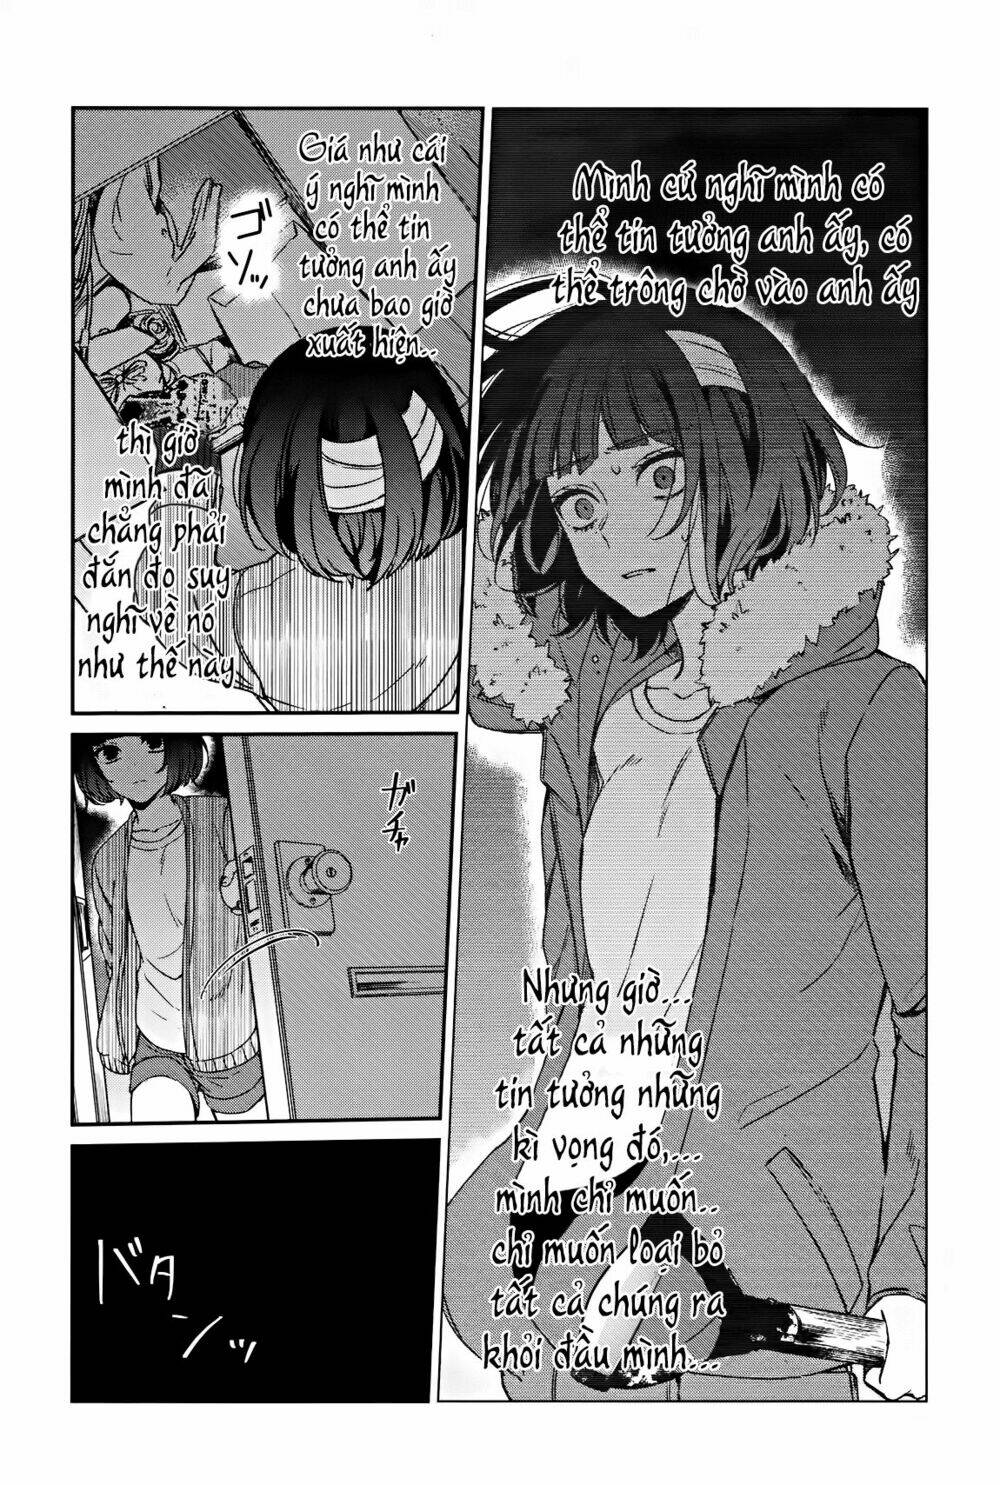 Mình cứ nghĩ mình có
thể tin tưởng anh ấy, có
thể trông chờ vào anh ấy
Nhưng giờ...
tất cả những
tin tưởng những
kì vọng đó,...
mình chỉ muốn..
chỉ muốn loại bỏ
tất cả chúng ra
khỏi đầu mình...
Giá như cái
ý nghĩ mình
có thể tin
tưởng anh ấy
chưa bao giờ
xuất hiện..
ゴソッ
thì giờ
mình đã
chẳng phải
đắn đo suy
nghĩ về nó
như thế này
ガチャ
バタンッ